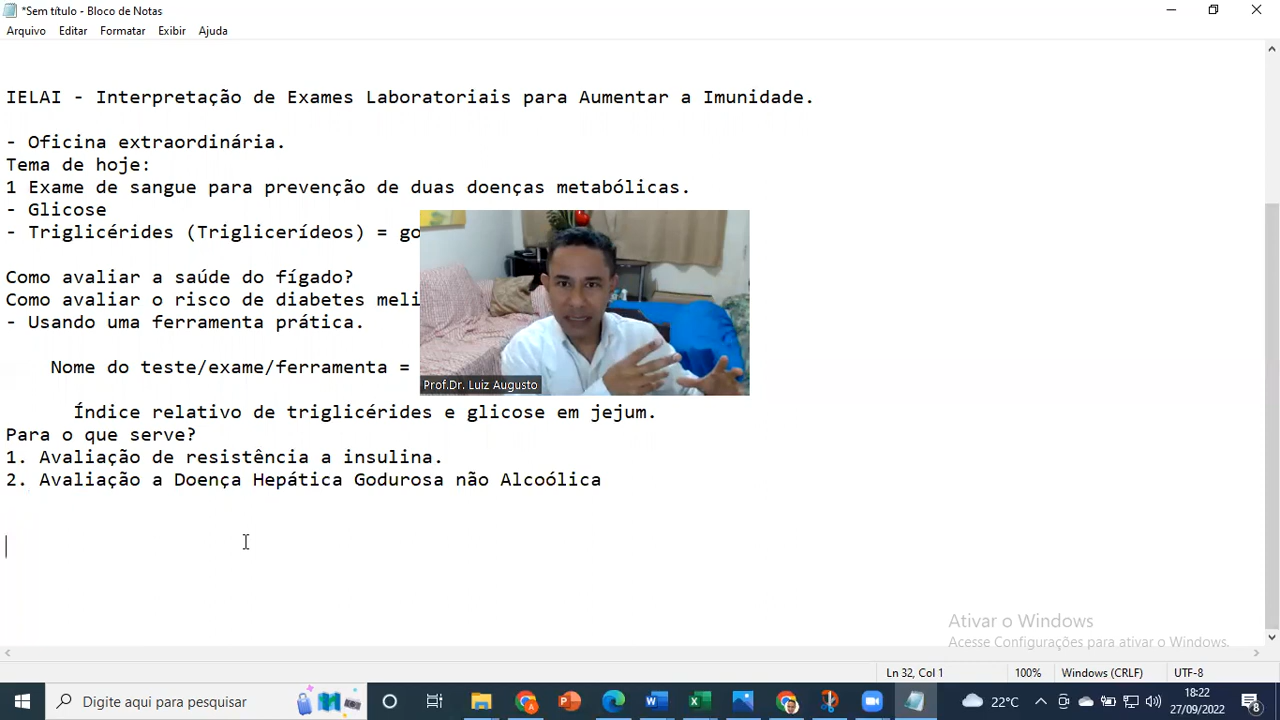 *Sem título - Bloco de Notas
Arquivo Editar Formatar Exibir Ajuda
IELAI - Interpretação de Exames Laboratoriais para Aumentar a Imunidade.
- Oficina extraordinária.
Tema de hoje:
1 Exame de sangue para prevenção de duas doenças metabólicas.
- Glicose
- Triglicérides (Triglicerídeos) = go
Como avaliar a saúde do fígado?
Como avaliar o risco de diabetes meli
- Usando uma ferramenta prática.
Nome do teste/exame/ferramenta =
Prof.Dr. Luiz Augusto
Índice relativo de triglicérides e glicose em jejum.
Para o que serve?
1. Avaliação de resistência a insulina.
2. Avaliação a Doença Hepática Godurosa não Alcoólica
Ativar o Windows
Acesse Configurações para ativar o Windows.
Ln 32, Col 1 100% Windows (CRLF) UTF-8
Digite aqui para pesquisar 22°C 18:22
27/09/2022 8